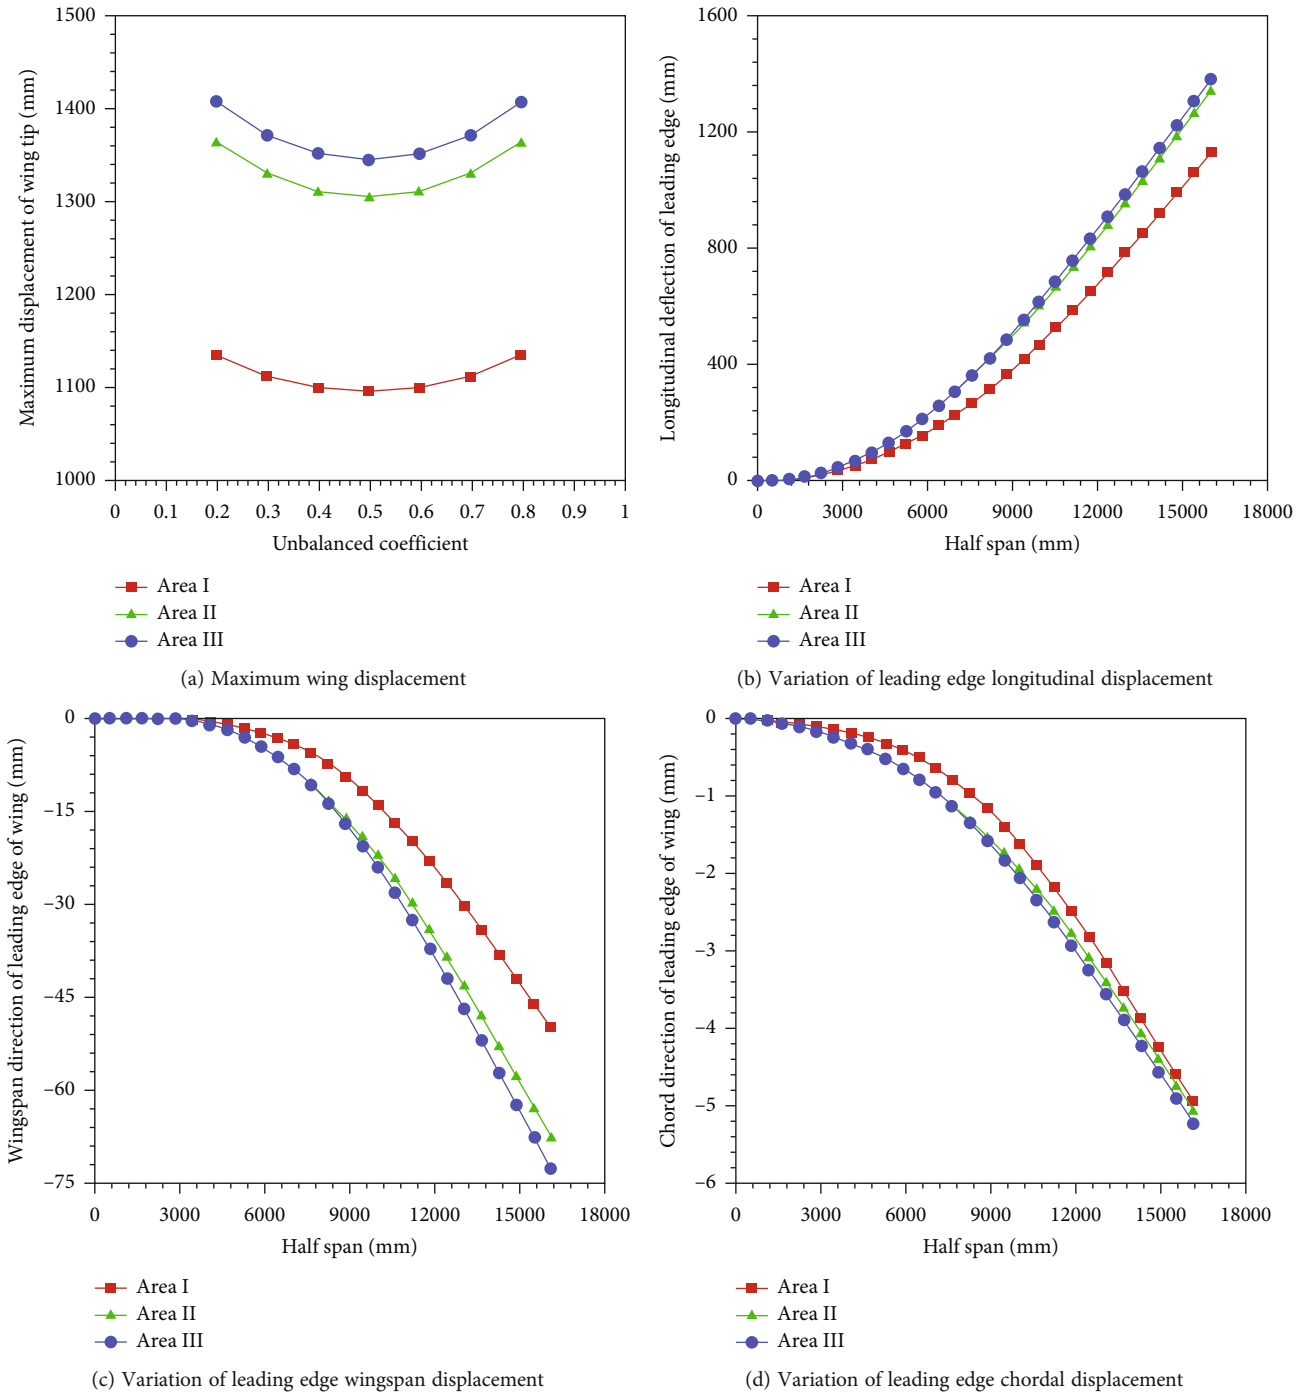 1500
1400
1300
1200
1100
1000
Maximum displacement of wing tip (mm)
0 0.1 0.2 0.3 0.4 0.5 0.6 0.7 0.8 0.9 1
Unbalanced coefficient
Area I
Area II
Area III
(a) Maximum wing displacement
1600
1200
800
400
0
Longitudinal deflection of leading edge (mm)
0 3000 6000 9000 12000 15000 18000
Half span (mm)
Area I
Area II
Area III
(b) Variation of leading edge longitudinal displacement
0
−15
−30
−45
−60
−75
Wingspan direction of leading edge of wing (mm)
0 3000 6000 9000 12000 15000 18000
Half span (mm)
Area I
Area II
Area III
(c) Variation of leading edge wingspan displacement
0
−1
−2
−3
−4
−5
−6
Chord direction of leading edge of wing (mm)
0 3000 6000 9000 12000 15000 18000
Half span (mm)
Area I
Area II
Area III
(d) Variation of leading edge chordal displacement